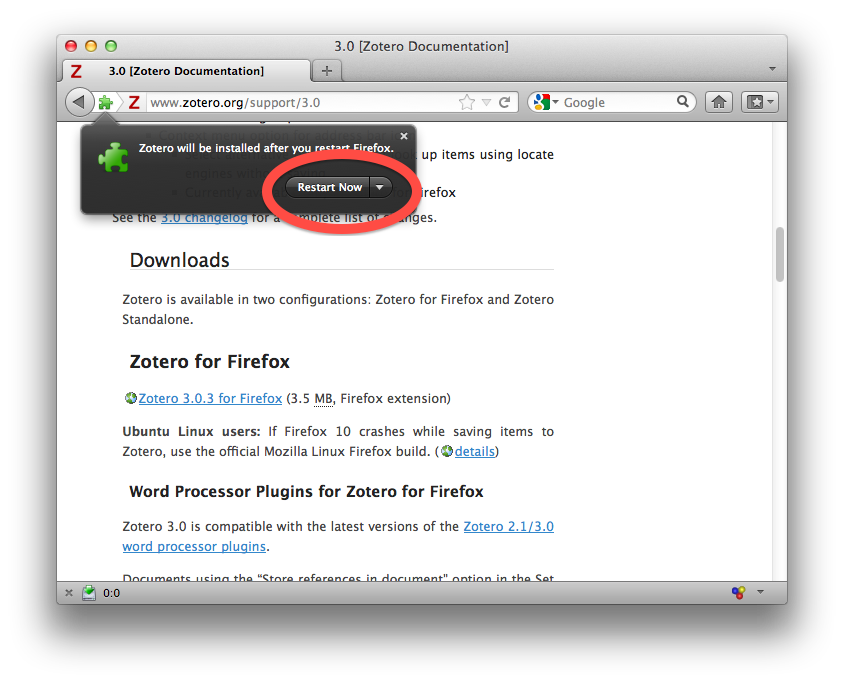 3.0 [Zotero Documentation]
3.0 [Zotero Documentation]
www.zotero.org/support/3.0
Google
Zotero will be installed after you restart Firefox.
Restart Now
up items using locate
irefox
See the 3.0 changelog for a complete list of changes.
Downloads
Zotero is available in two configurations: Zotero for Firefox and Zotero
Standalone.
Zotero for Firefox
Zotero 3.0.3 for Firefox (3.5 MB, Firefox extension)
Ubuntu Linux users: If Firefox 10 crashes while saving items to
Zotero, use the official Mozilla Linux Firefox build. (details)
Word Processor Plugins for Zotero for Firefox
Zotero 3.0 is compatible with the latest versions of the Zotero 2.1/3.0
word processor plugins.
Documents using the "Store references in document" option in the Set
0:0